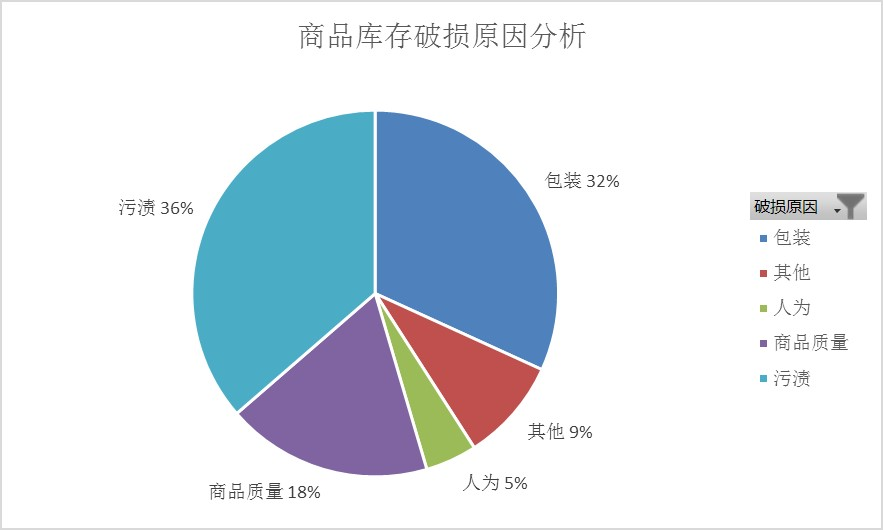 商品库存破损原因分析
包装 32%
污渍 36%
其他 9%
人为 5%
商品质量 18%
破损原因
包装
其他
人为
商品质量
污渍